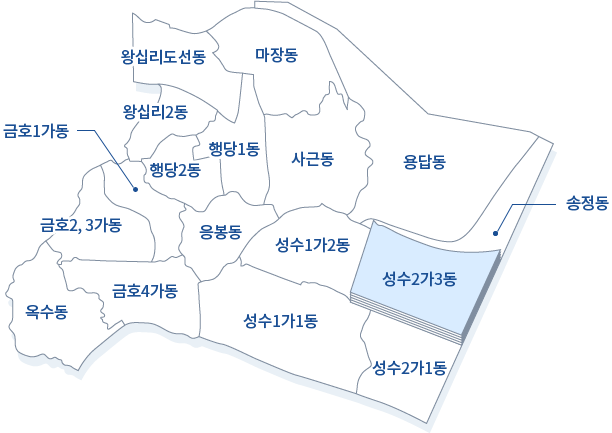 왕십리도선동
마장동
왕십리2동
금호1가동
행당1동
사근동
용답동
행당2동
송정동
금호2, 3가동
응봉동
성수1가2동
성수2가3동
금호4가동
옥수동
성수1가1동
성수2가1동